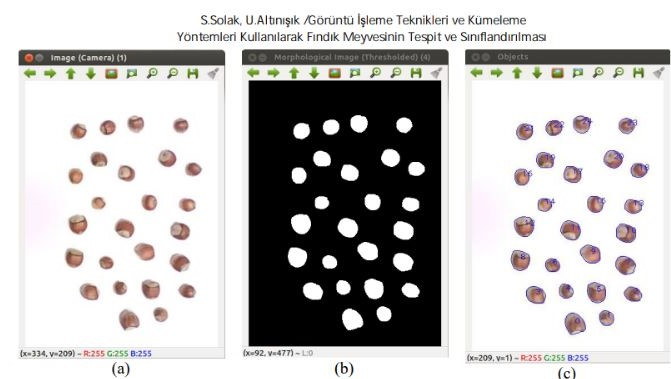 S.Solak, U.Altınışık /Görüntü İşleme Teknikleri ve Kümeleme
Yöntemleri Kullanılarak Fındık Meyvesinin Tespit ve Sınıflandırılması
Image (Camera) (1)
Morphological Image (Thresholded) (4)
Objects
(x=334, y=209) ~ R:255 G:255 B:255
(x=92, y=477) ~ L:0
(x=209, y=1) ~ R:255 G:255 B:255
(a)
(b)
(c)